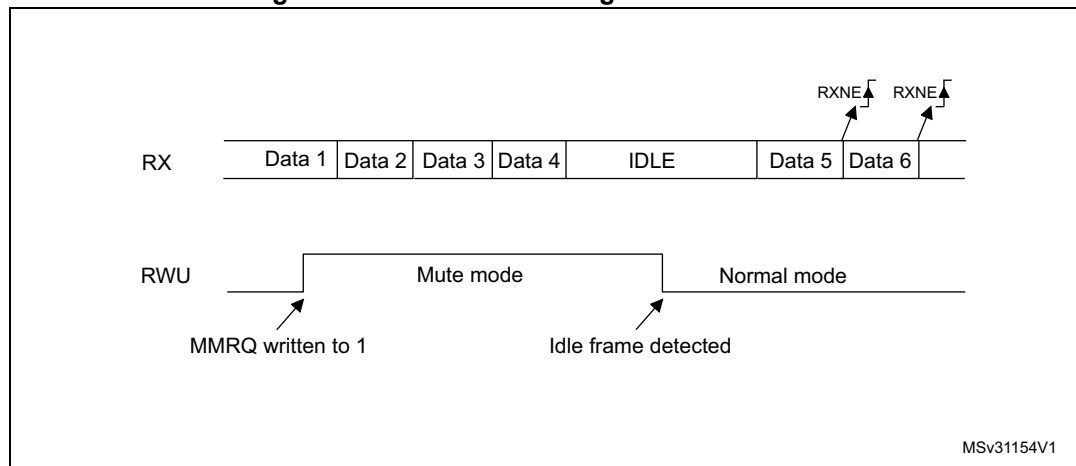 RXNE RXNE
RX Data 1 Data 2 Data 3 Data 4 IDLE Data 5 Data 6
RWU Mute mode Normal mode
MMRQ written to 1 Idle frame detected
MSv31154V1